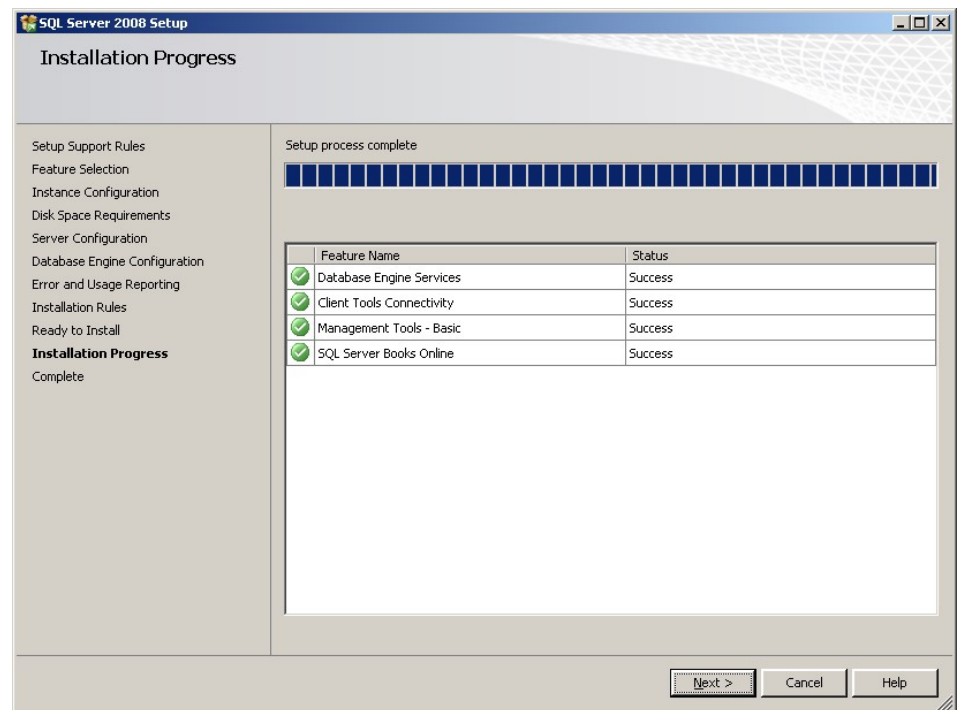 SQL Server 2008 Setup
Installation Progress
Setup Support Rules
Feature Selection
Instance Configuration
Disk Space Requirements
Server Configuration
Database Engine Configuration
Error and Usage Reporting
Installation Rules
Ready to Install
Installation Progress
Complete
Setup process complete
Feature Name Status
Database Engine Services Success
Client Tools Connectivity Success
Management Tools - Basic Success
SQL Server Books Online Success
Next > Cancel Help